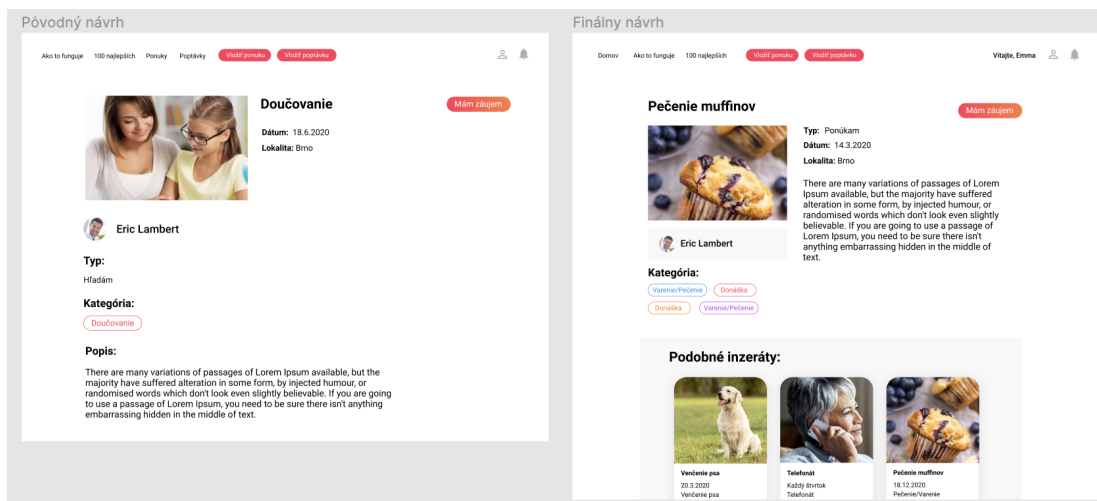 Pôvodný návrh
Ako to funguje 100 najlepších Ponuky Poptávky Vložiť ponuku Vložiť poptávku
Doučovanie
Mám záujem
Dátum: 18.6.2020
Lokalita: Brno
Eric Lambert
Typ:
Hľadám
Kategória:
Doučovanie
Popis:
There are many variations of passages of Lorem Ipsum available, but the
majority have suffered alteration in some form, by injected humour, or
randomised words which don't look even slightly believable. If you are going
to use a passage of Lorem Ipsum, you need to be sure there isn't anything
embarrassing hidden in the middle of text.
Finálny návrh
Domov Ako to funguje 100 najlepších Vložiť ponuku Vložiť poptávku Vitajte, Emma
Pečenie muffinov
Mám záujem
Typ: Ponúkam
Dátum: 14.3.2020
Lokalita: Brno
There are many variations of passages of Lorem
Ipsum available, but the majority have suffered
alteration in some form, by injected humour, or
randomised words which don't look even slightly
believable. If you are going to use a passage of
Lorem Ipsum, you need to be sure there isn't
anything embarrassing hidden in the middle of
text.
Eric Lambert
Kategória:
Varenie/Pečenie Donáška
Donáška Varenie/Pečenie
Podobné inzeráty:
Venčenie psa
20.3.2020
Venčenie psa
Telefonát
Každý štvrtok
Telefonát
Pečenie muffinov
18.12.2020
Pečenie/Varenie